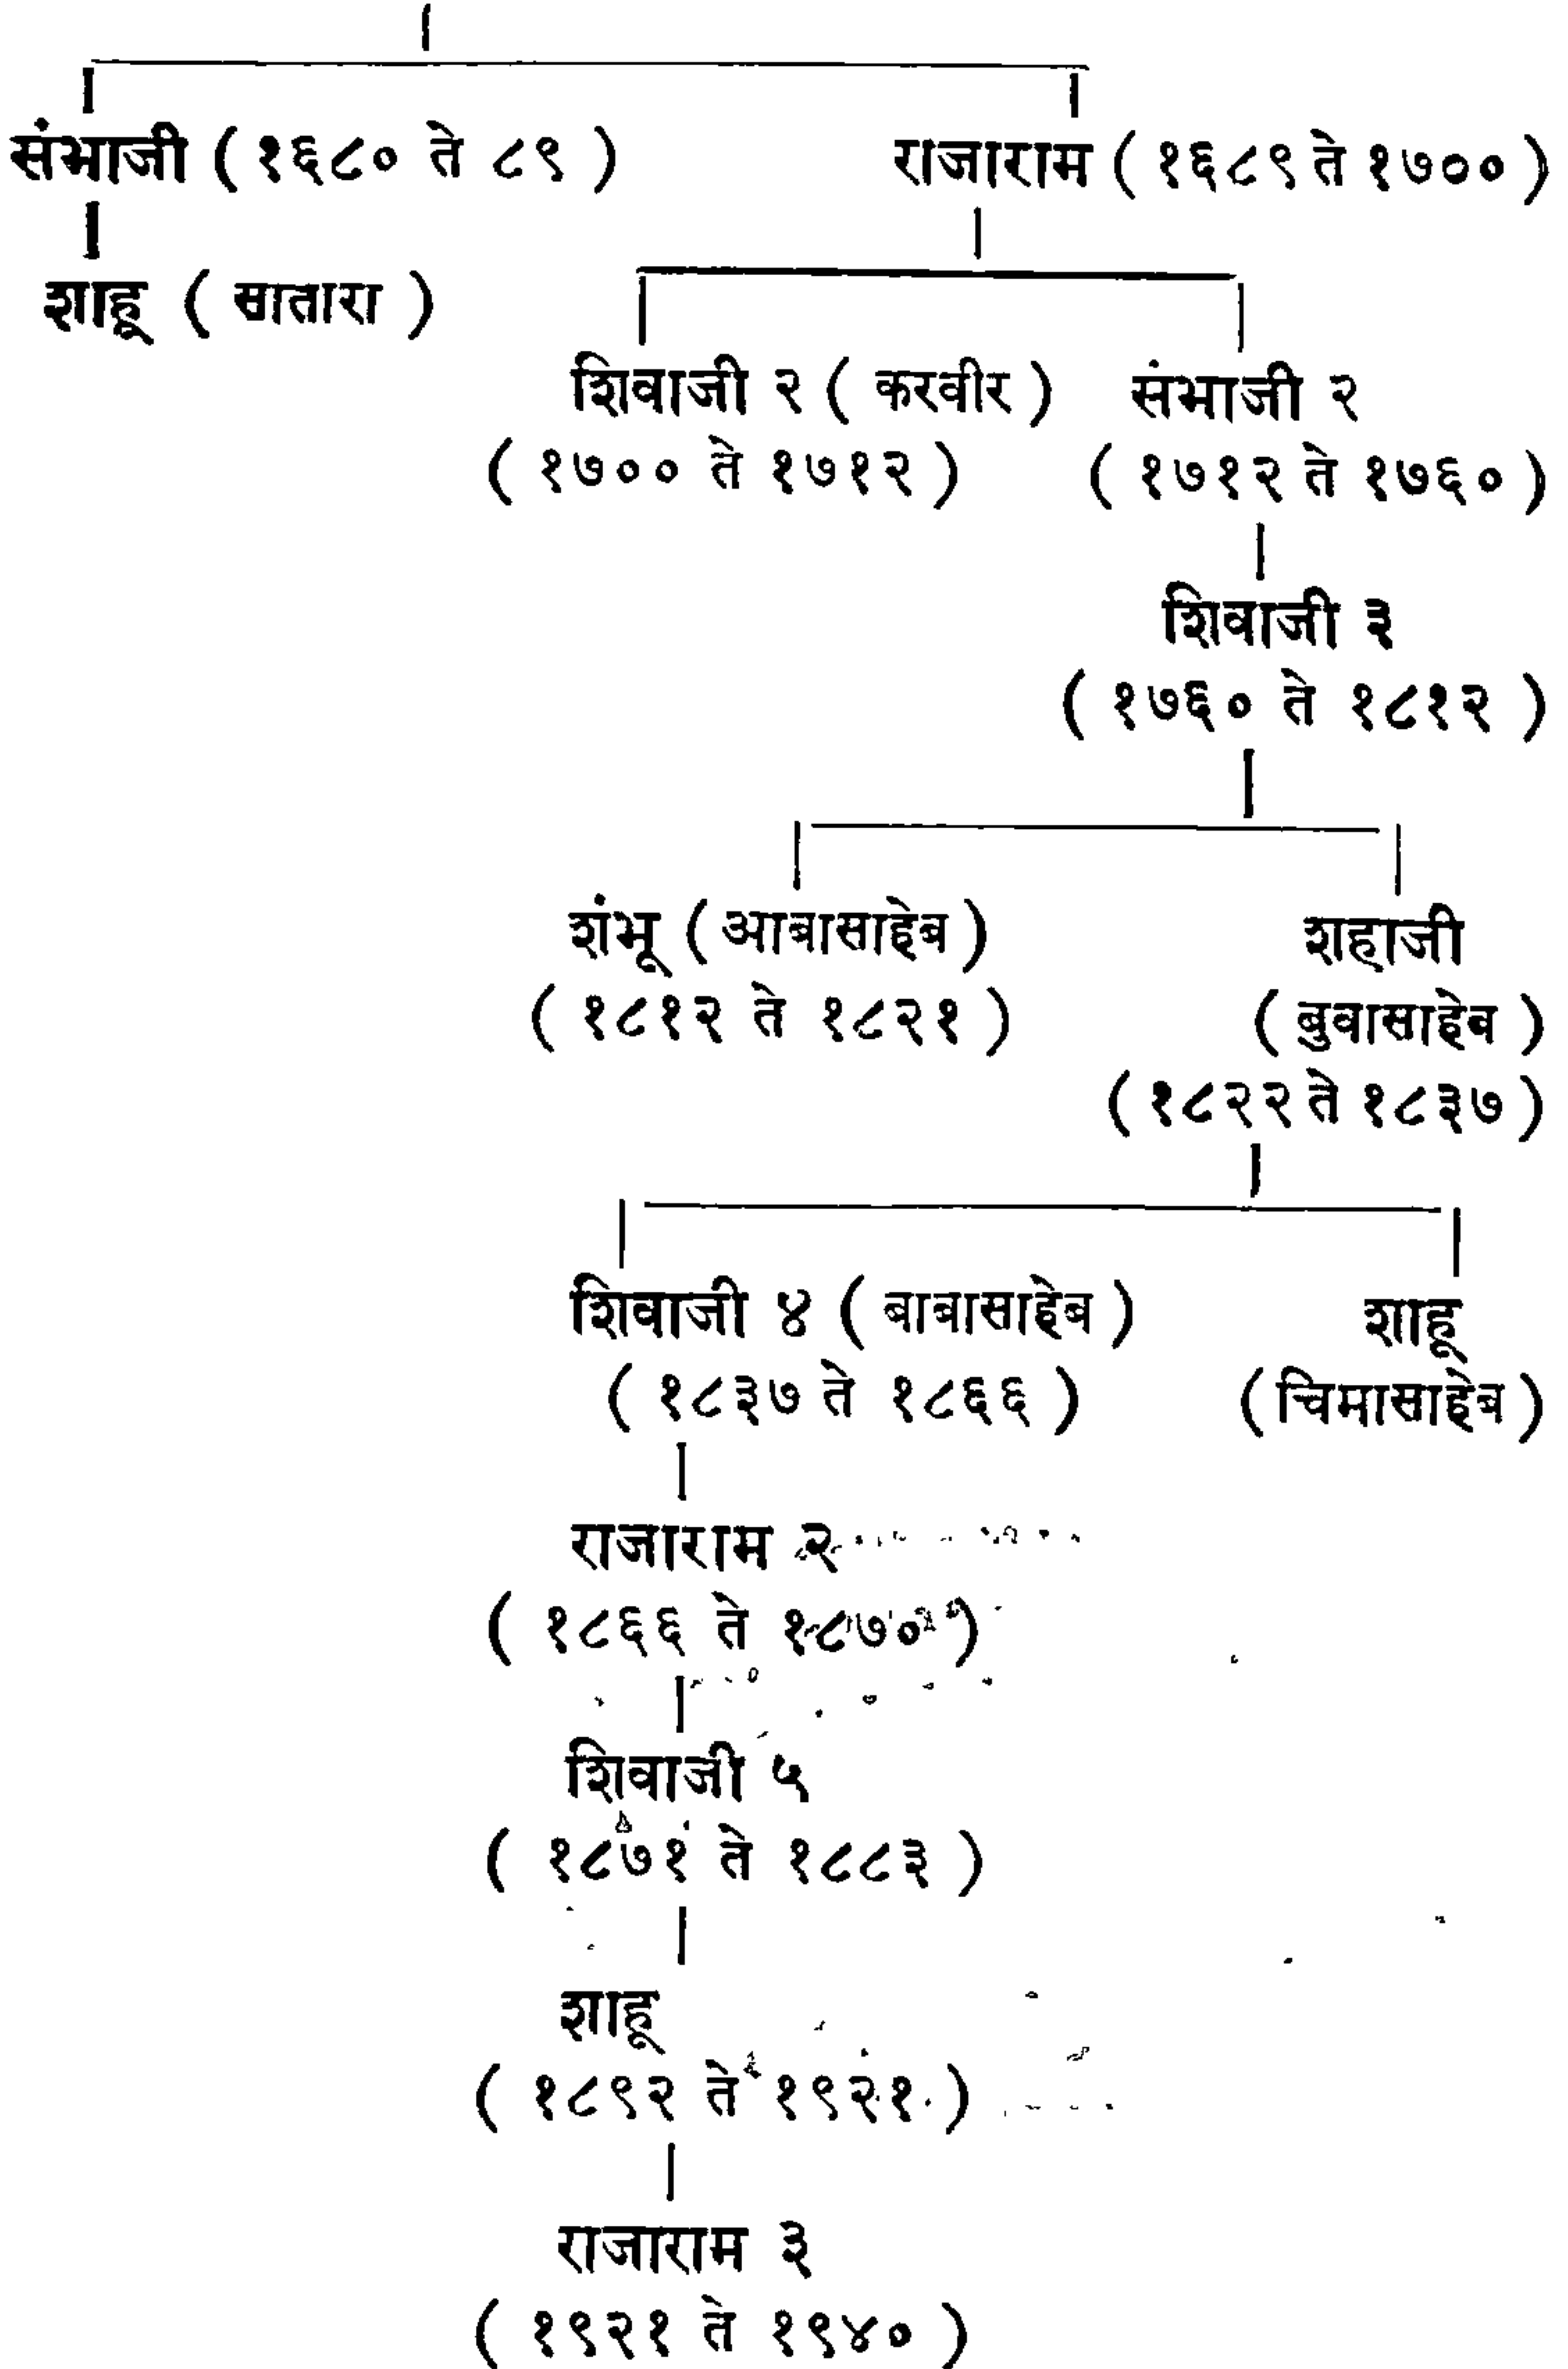 संभाजी ( १६८० ते ८९ ) राजाराम ( १६८९ ते १७०० )
शाहू ( सातारा )
शिवाजी २ ( करवीर ) संभाजी २
( १७०० ते १७१२ ) ( १७१२ ते १७६० )
शिवाजी ३
( १७६० ते १८१२ )
शंभू ( आबासाहेब ) शहाजी
( १८१२ ते १८२१ ) ( बुवासाहेब )
( १८२२ ते १८३७ )
शिवाजी ४ ( बाबासाहेब ) शाहू
( १८३७ ते १८६६ ) ( चिमासाहेब )
राजाराम २
( १८६६ ते १८७० )
शिवाजी ५
( १८७१ ते १८८३ )
शाहू
( १८९२ ते १९२१ )
राजाराम ३
( १९२१ ते १९४० )